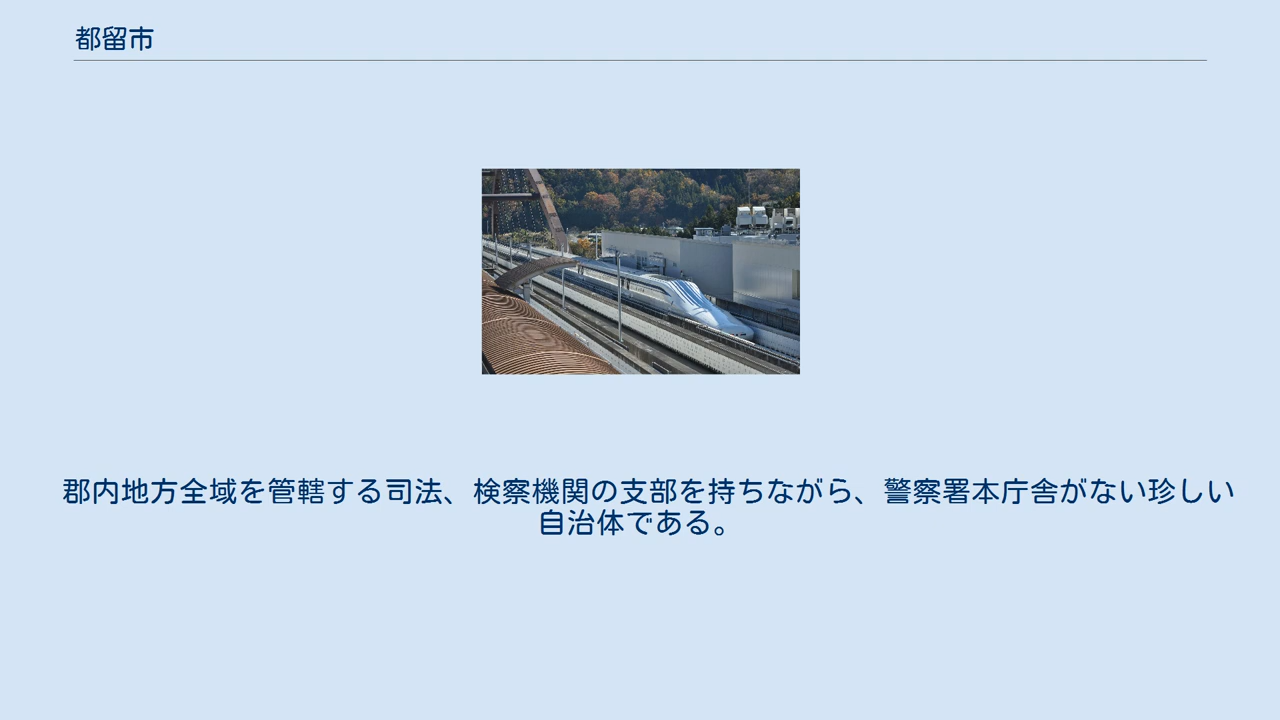 都留市
郡内地方全域を管轄する司法、検察機関の支部を持ちながら、警察署本庁舎がない珍しい
自治体である。